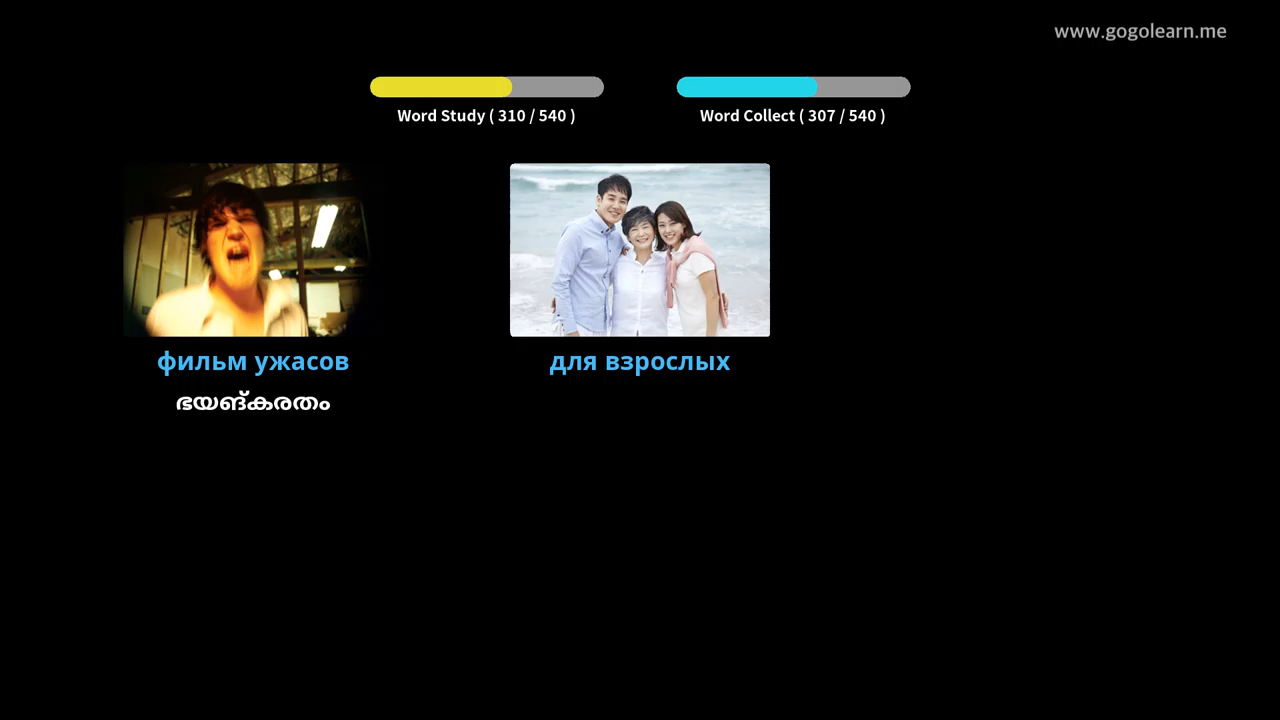 www.gogolearn.me
Word Study ( 310 / 540 )
Word Collect ( 307 / 540 )
фильм ужасов
для взрослых
ഭയങ്കരതം